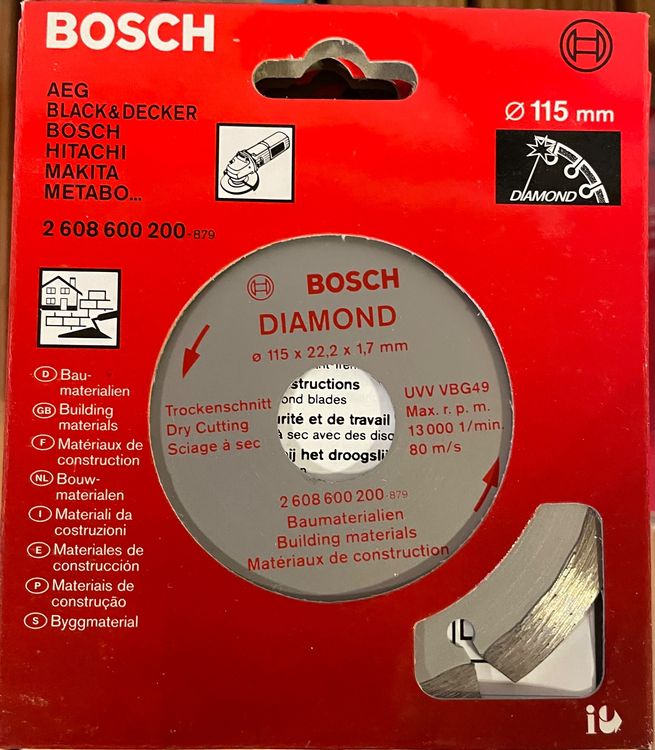 BOSCH
AEG
BLACK&DECKER
BOSCH
HITACHI
MAKITA
METABO...
2 608 600 200-879
Ø 115 mm
DIAMOND
D Bau-
materialien
GB Building
materials
F Matériaux de
construction
NL Bouw-
materialen
I Materiali da
costruzioni
E Materiales de
construcción
P Materiais de
construção
S Byggmaterial
BOSCH
DIAMOND
ø 115 x 22,2 x 1,7 mm
Trockenschnitt
Dry Cutting
Sciage à sec
structions
ond blades
urité et de travail
à sec avec des disq
ij het droogslij
UVV VBG49
Max. r. p. m.
13 000 1/min.
80 m/s
2 608 600 200-879
Baumaterialien
Building materials
Matériaux de construction